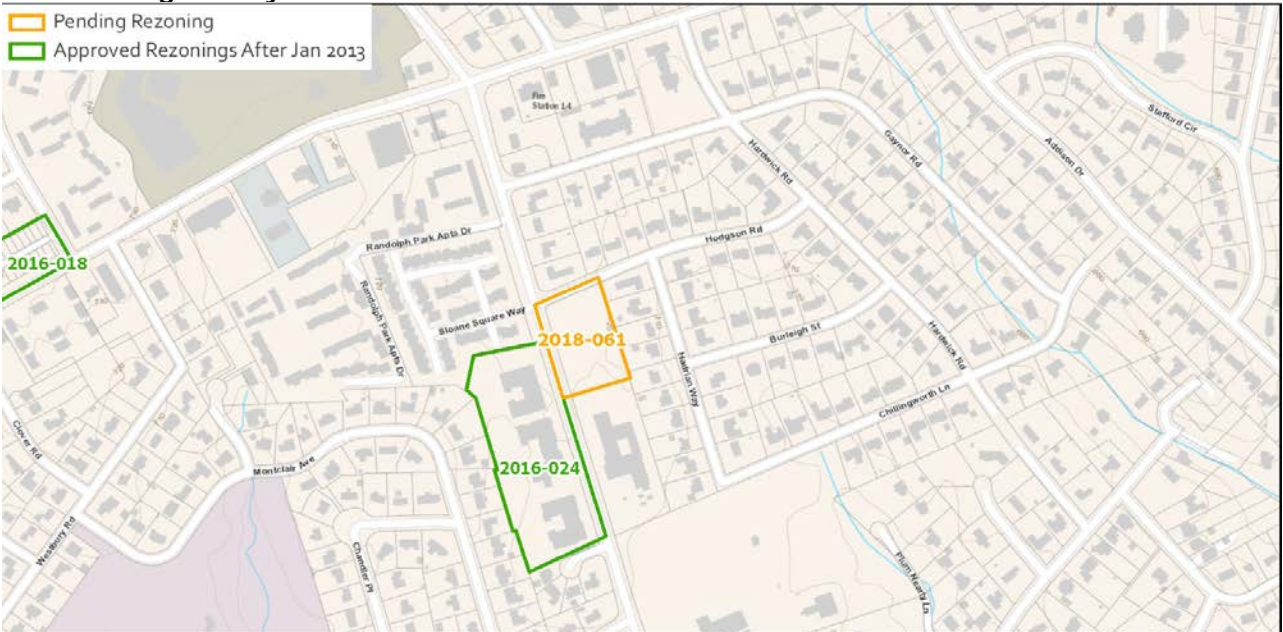 Pending Rezoning
Approved Rezonings After Jan 2013
Fire
Station 14
Stafford Cir
Gaynor Rd
Addison Dr
Hardwick Rd
Randolph Park Apts Dr
Hodgson Rd
2016-018
Randolph Park Apts Dr
Sloane Square Way
2018-061
Burleigh St
Hardwick Rd
Hadrian Way
Chillingworth Ln
Clover Rd
Montclair Ave
2016-024
Westbury Rd
Chandler Pl
Plum Nearly Ln